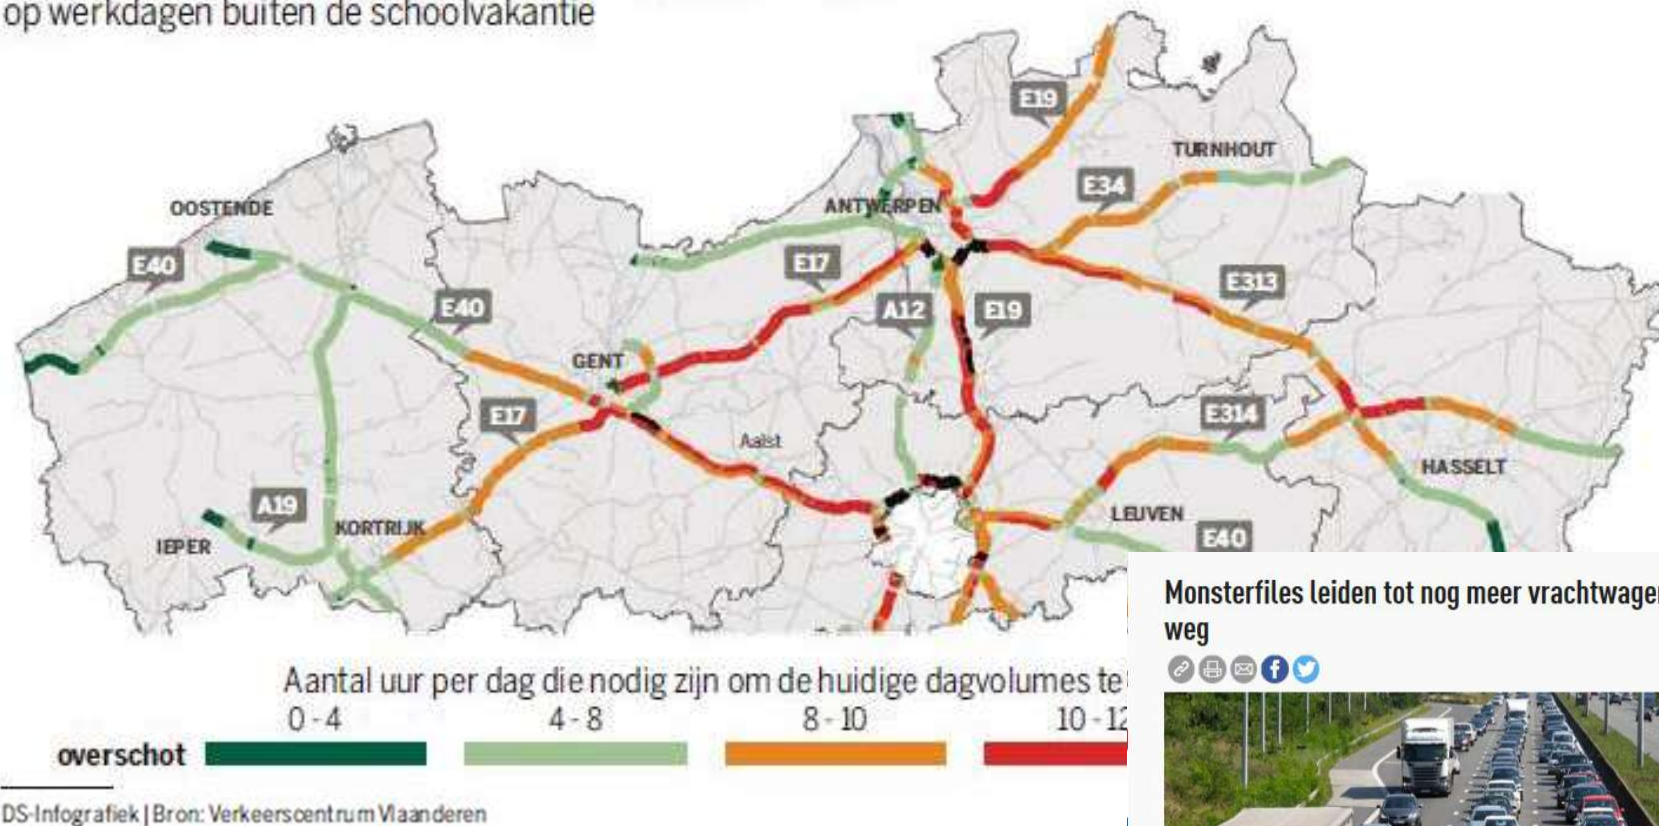 op werkdagen buiten de schoolvakantie
E19
TURNHOUT
E34
OOSTENDE
ANTWERPEN
E40
E17
E313
E40
A12
E19
GENT
E17
E314
Aalst
HASSELT
A19
LEUVEN
KORTRIJK
IEPER
E40
Monsterfiles leiden tot nog meer vrachtwage
weg
Aantal uur per dag die nodig zijn om de huidige dagvolumes te
0 - 4 4 - 8 8 - 10 10 - 12
overschot
DS-Infografiek | Bron: Verkeerscentrum Vlaanderen